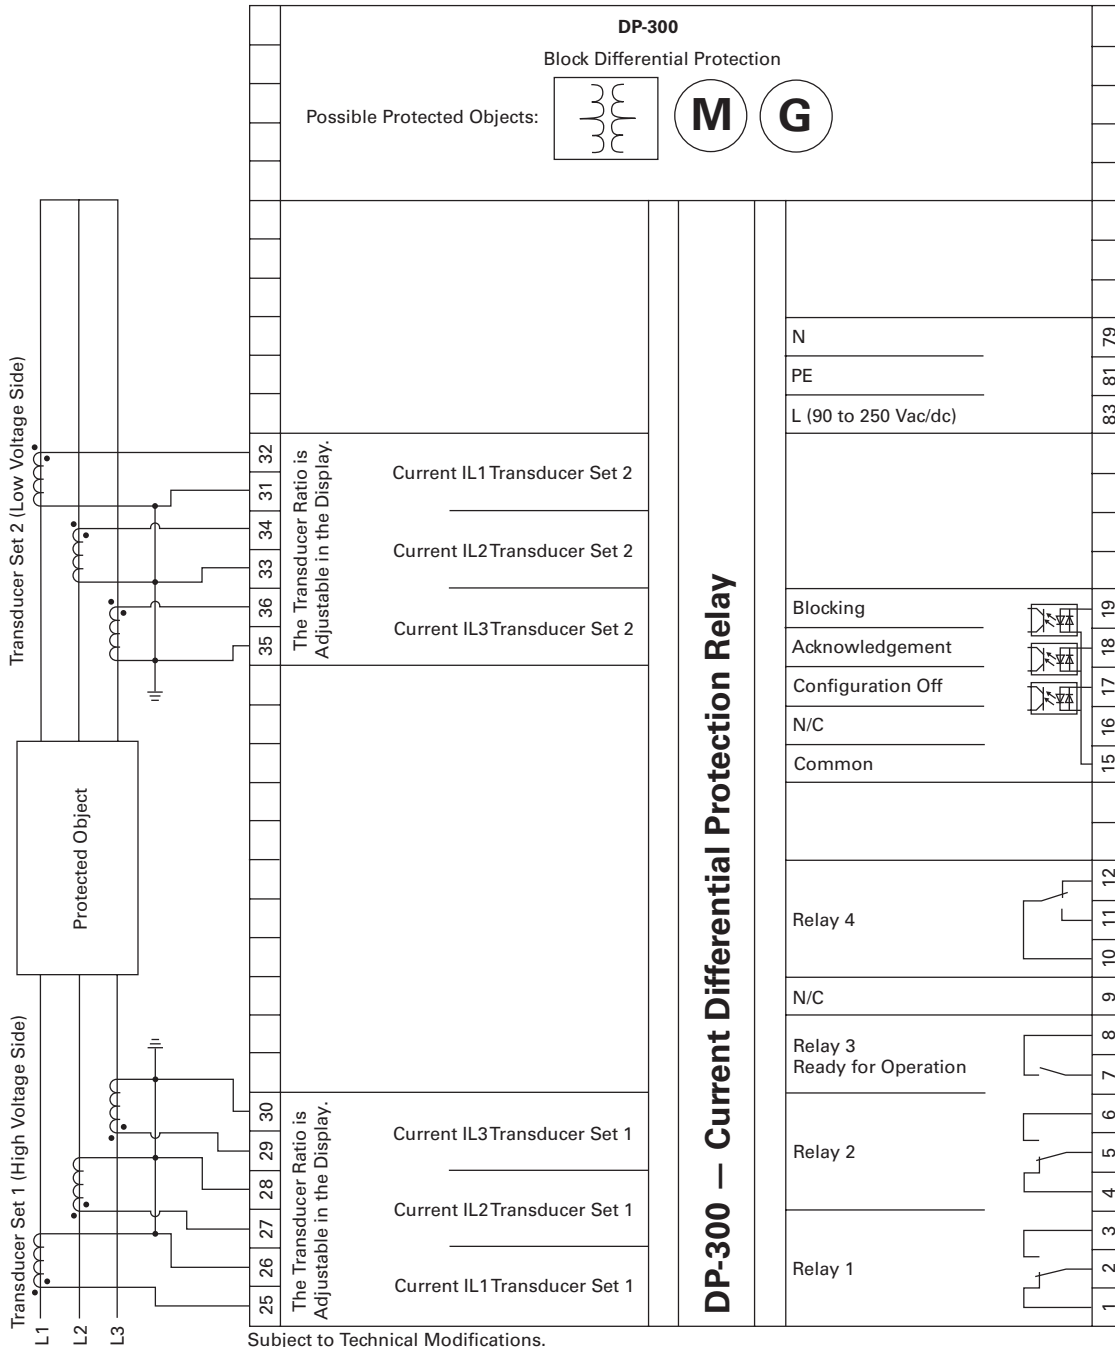 DP-300
Block Differential Protection
Possible Protected Objects:
M
G
Transducer Set 2 (Low Voltage Side)
Protected Object
Transducer Set 1 (High Voltage Side)
L1
L2
L3
32
31
34
33
36
35
The Transducer Ratio is
Adjustable in the Display.
Current IL1 Transducer Set 2
Current IL2 Transducer Set 2
Current IL3 Transducer Set 2
30
29
28
27
26
25
The Transducer Ratio is
Adjustable in the Display.
Current IL3 Transducer Set 1
Current IL2 Transducer Set 1
Current IL1 Transducer Set 1
DP-300 — Current Differential Protection Relay
N
79
PE
81
L (90 to 250 Vac/dc)
83
Blocking
19
Acknowledgement
18
Configuration Off
17
N/C
16
Common
15
Relay 4
12
11
10
N/C
9
Relay 3
Ready for Operation
8
7
Relay 2
6
5
4
Relay 1
3
2
1
Subject to Technical Modifications.